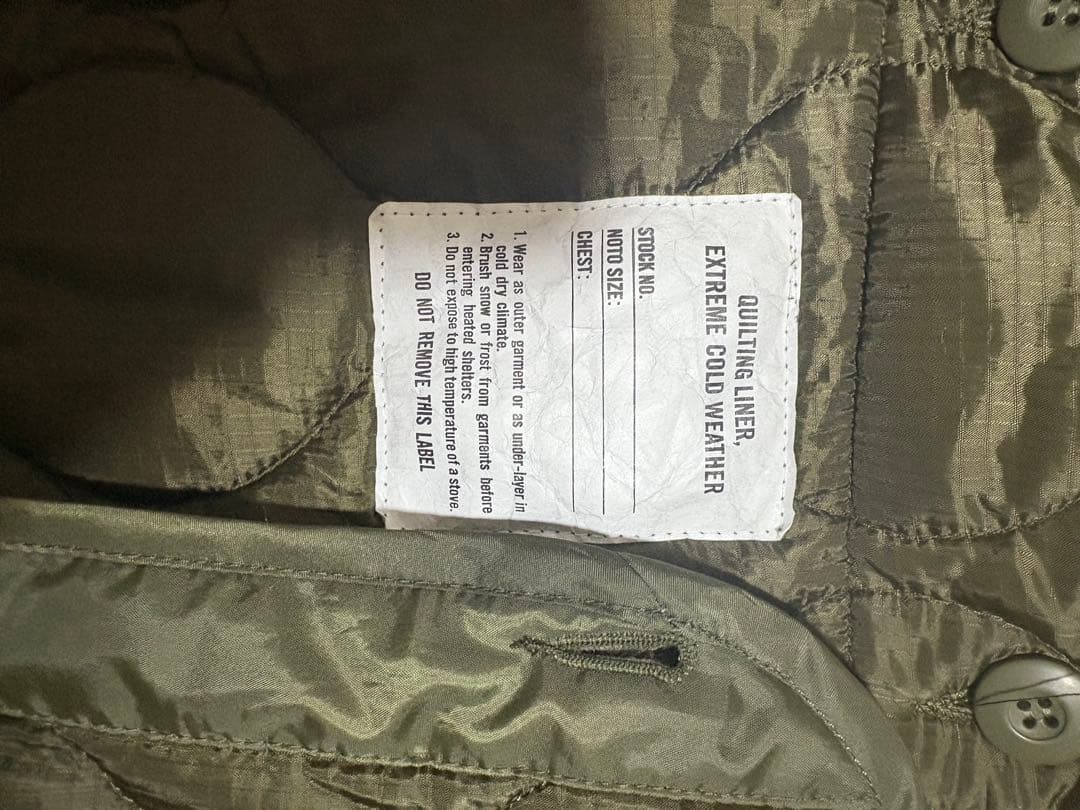 QUILTING LINER,
EXTREME COLD WEATHER
STOCK NO.
NOTO SIZE:
CHEST:
1. Wear as outer garment or as under-layer in
cold dry climate.
2. Brush snow or frost from garments before
entering heated shelters.
3. Do not expose to high temperature of a stove.
DO NOT REMOVE THIS LABEL